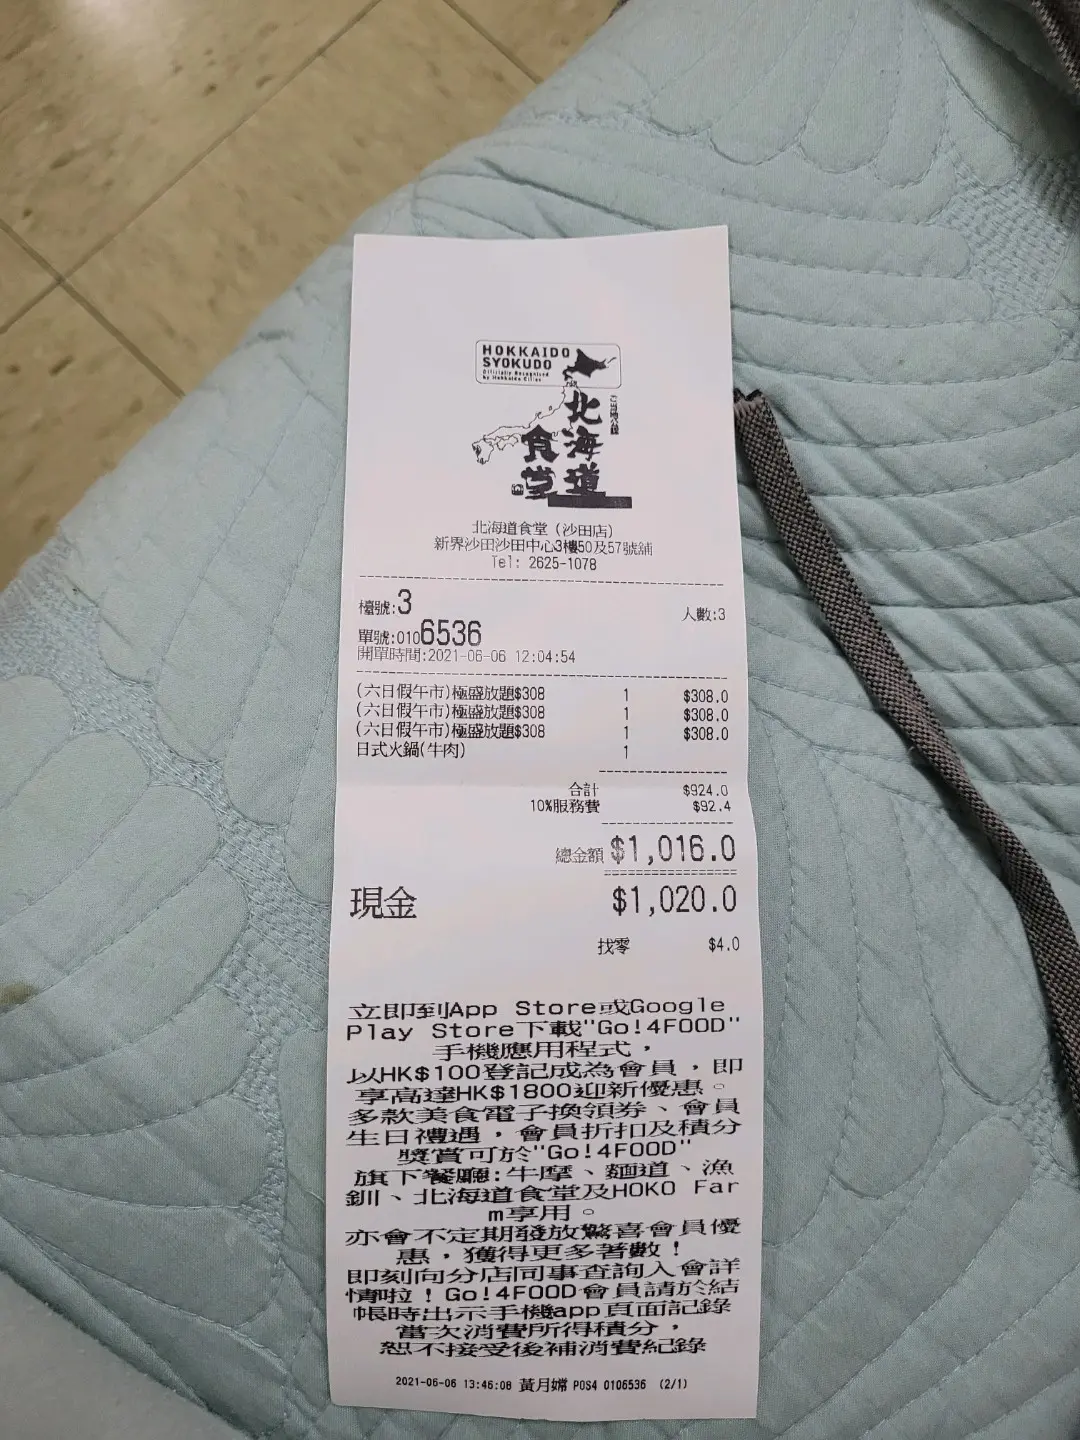 HOKKAIDO
SYOKUDO
Officially Recognized
by Hokkaido Cities
北海道
食堂
北海道食堂(沙田店)
新界沙田沙田中心3樓50及57號舖
Tel: 2625-1078
檯號:3 人數:3
單號:0106536
開單時間:2021-06-06 12:04:54
(六日假午市)極盛放題$308 1 $308.0
(六日假午市)極盛放題$308 1 $308.0
(六日假午市)極盛放題$308 1 $308.0
日式火鍋(牛肉) 1
合計 $924.0
10%服務費 $92.4
總金額 $1,016.0
現金 $1,020.0
找零 $4.0
立即到App Store或Google
Play Store下載"Go!4FOOD"
手機應用程式，
以HK$100登記成為會員，即
享高達HK$1800迎新優惠。
多款美食電子換領券、會員
生日禮遇，會員折扣及積分
獎賞可於"Go!4FOOD"
旗下餐廳:牛摩、麵道、漁
釧、北海道食堂及HOKO Far
m享用。
亦會不定期發放驚喜會員優
惠，獲得更多著數！
即刻向分店同事查詢入會詳
情啦！Go!4FOOD會員請於結
帳時出示手機app頁面記錄
當次消費所得積分，
恕不接受後補消費紀錄
2021-06-06 13:46:08 黃月嫦 POS4 0106536 (2/1)